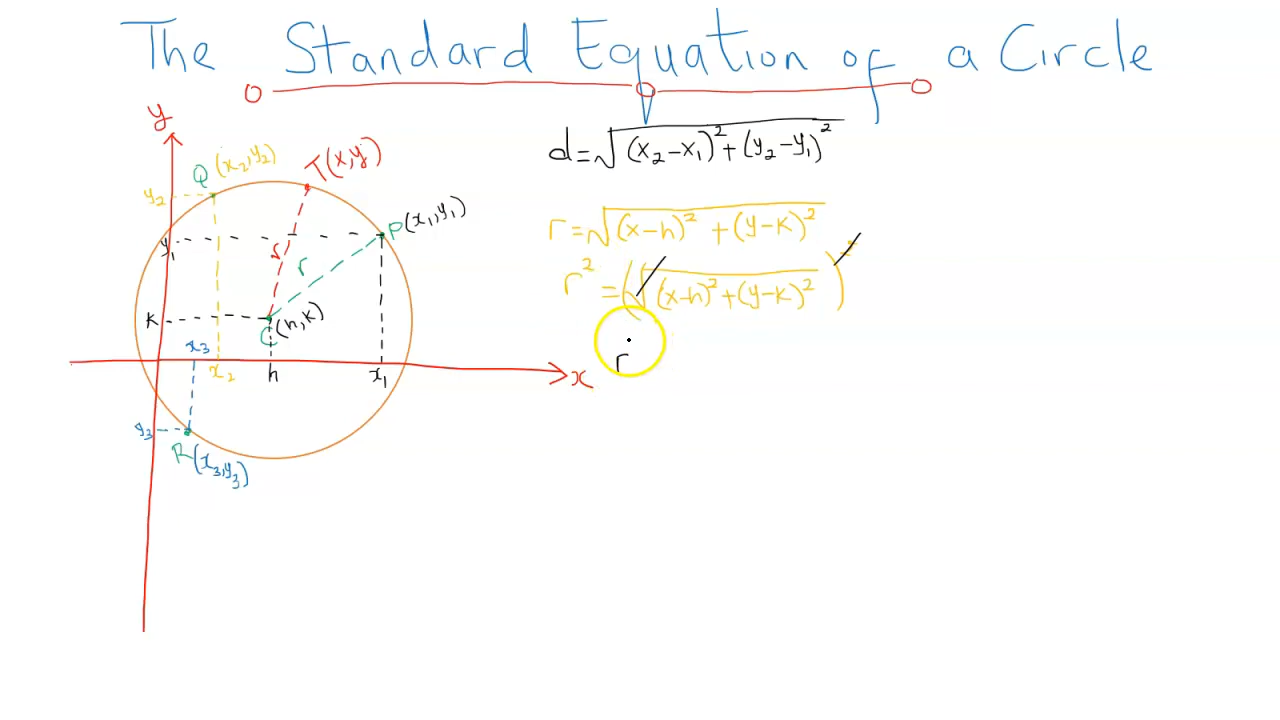 The Standard Equation of a Circle
y
d=√(x₂-x₁)²+(y₂-y₁)²
Q (x₂,y₂)
T(x,y)
y₂
P(x₁,y₁)
r=√(x-h)²+(y-k)²
y₁
r
r
r²=(√(x-h)²+(y-k)²)²
K
C(h,k)
x₃
r
x₂
h
x₁
x
y₃
R(x₃,y₃)